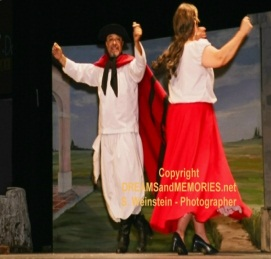 Copyright
DREAMSandMEMORIES.net
S. Weinstein - Photographer